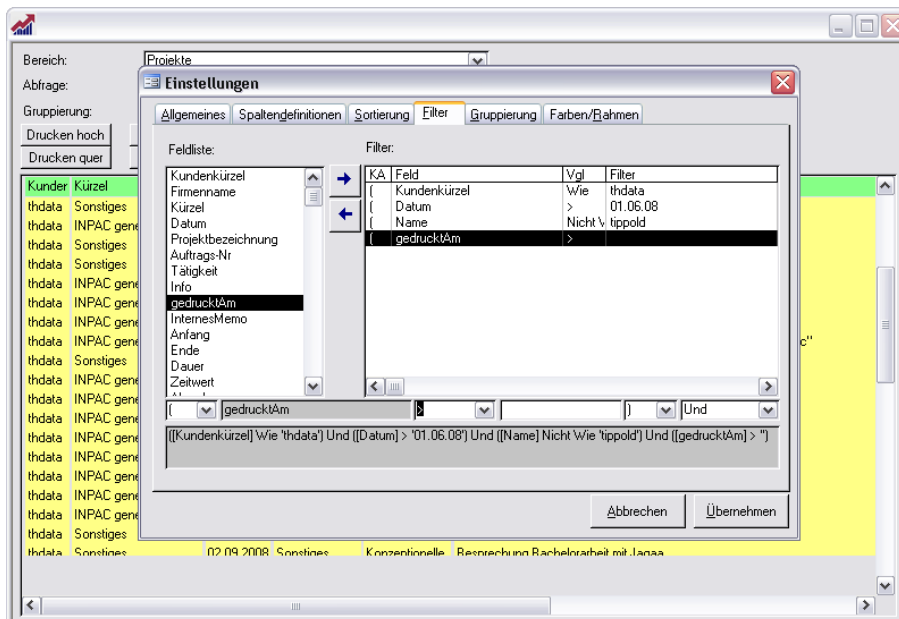 Bereich:
Projekte
Abfrage:
Gruppierung:
Drucken hoch
Drucken quer
Einstellungen
Allgemeines Spaltendefinitionen Sortierung Filter Gruppierung Farben/Rahmen
Feldliste:
Kundenkürzel
Firmenname
Kürzel
Datum
Projektbezeichnung
Auftrags-Nr
Tätigkeit
Info
gedrucktAm
InternesMemo
Anfang
Ende
Dauer
Zeitwert
Filter:
KA Feld Vgl Filter
( Kundenkürzel Wie thdata
( Datum > 01.06.08
( Name Nicht W tippold
( gedrucktAm >
( gedrucktAm > ) Und
([Kundenkürzel] Wie 'thdata') Und ([Datum] > '01.06.08') Und ([Name] Nicht Wie 'tippold') Und ([gedrucktAm] > '')
Abbrechen Übernehmen
Kunder Kürzel
thdata Sonstiges
thdata INPAC gene
thdata Sonstiges
thdata Sonstiges
thdata INPAC gene
thdata INPAC gene
thdata INPAC gene
thdata INPAC gene c"
thdata Sonstiges
thdata INPAC gene
thdata INPAC gene
thdata INPAC gene
thdata INPAC gene
thdata INPAC gene
thdata INPAC gene
thdata INPAC gene
thdata INPAC gene
thdata INPAC gene
thdata Sonstiges
thdata Sonstiges 02.09.2008 Sonstiges Konzeptionelle Besprechung Bachelorarbeit mit Jagaa